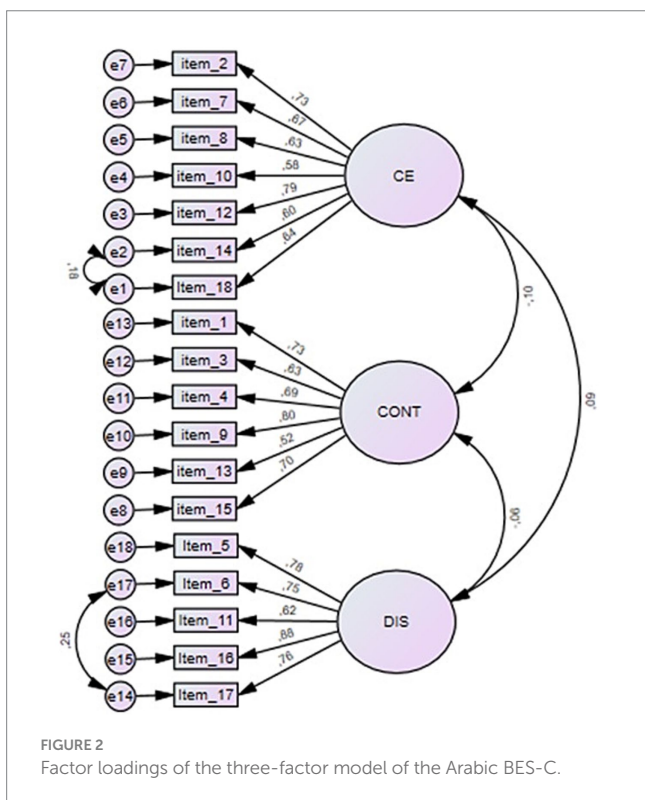 e7 item_2 ,73
e6 item_7 ,67
e5 item_8 ,63
e4 item_10 ,58
e3 item_12 ,79
e2 item_14 ,60
e1 Item_18 ,64
,18
CE
e13 item_1 ,73
e12 item_3 ,63
e11 item_4 ,69
e10 item_9 ,80
e9 item_13 ,52
e8 item_15 ,70
CONT
e18 Item_5 ,78
e17 Item_6 ,75
e16 Item_11 ,62
e15 Item_16 ,88
e14 Item_17 ,76
,25
DIS
-,10
,09
-,06
FIGURE 2
Factor loadings of the three-factor model of the Arabic BES-C.